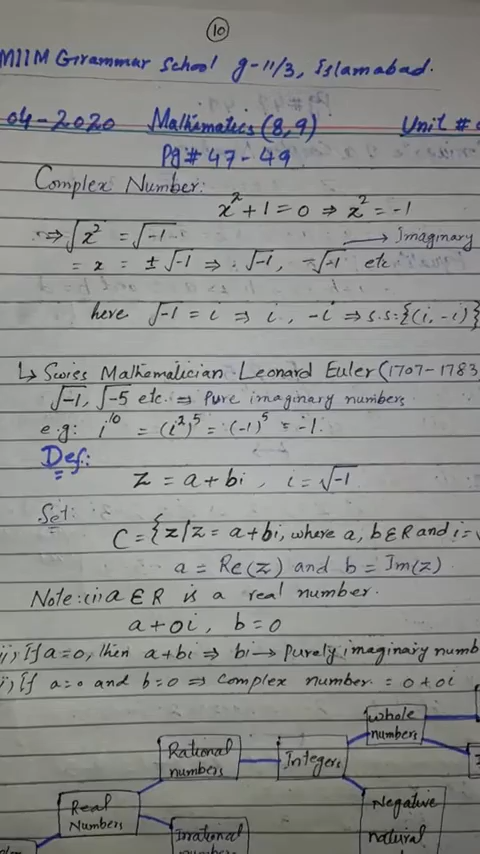 10
MIIM Grammar School g-11/3, Islamabad.
04-2020 Mathematics (8,9) Unit #
Pg # 47-49
Complex Number:
x² + 1 = 0 ⇒ x² = -1
⇒ √x² = √-1 → Imaginary
= x = ± √-1 ⇒ √-1, -√-1 etc
here √-1 = i ⇒ i, -i ⇒ S.S = {(i, -i)}
↳ Swies Mathematician Leonard Euler (1707-1783
√-1, √-5 etc. ⇒ Pure imaginary numbers
e.g: i¹⁰ = (i²)⁵ = (-1)⁵ = -1
Def:
Z = a + bi, i = √-1
Set:
C = {z/z = a + bi, where a, b ∈ R and i = √
a = Re(z) and b = Im(z)
Note: (i) a ∈ R is a real number.
a + 0i, b = 0
ii) If a = 0, then a + bi ⇒ bi → Purely imaginary numb
i) If a = 0 and b = 0 ⇒ Complex number = 0 + 0i
Whole numbers
Rational numbers
Integers
Real Numbers
Irrational numbers
Negative natural